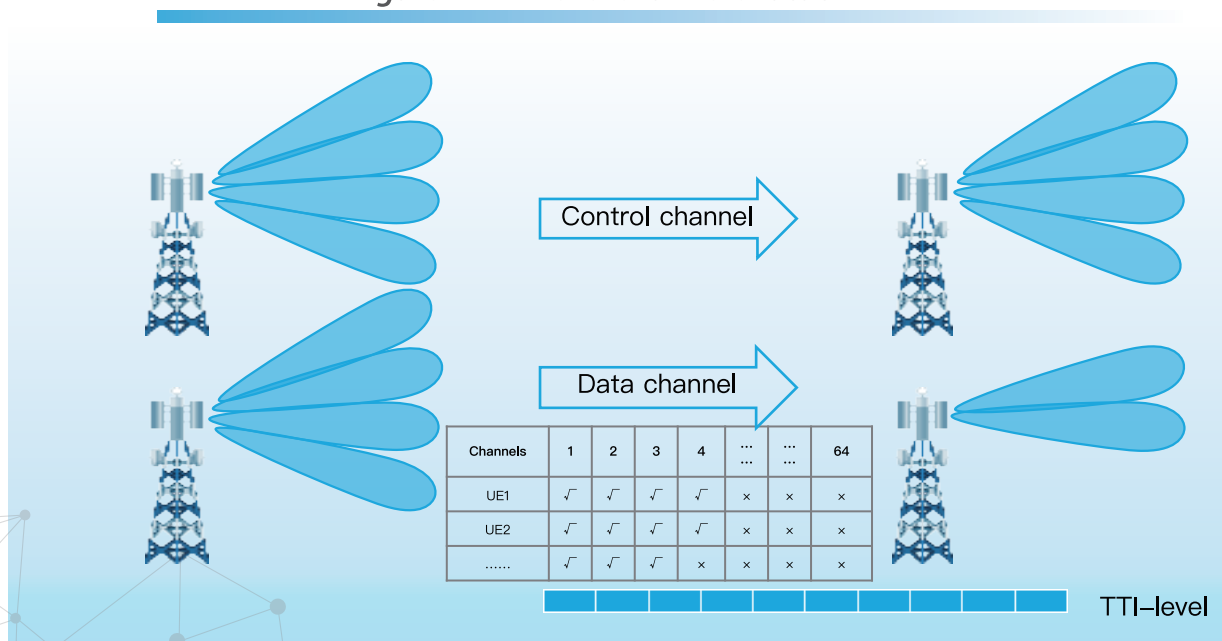 Control channel
Data channel
Channels 1 2 3 4 ... ... 64
... ...
UE1 √ √ √ √ × × ×
UE2 √ √ √ √ × × ×
...... √ √ √ × × × ×
TTI-level